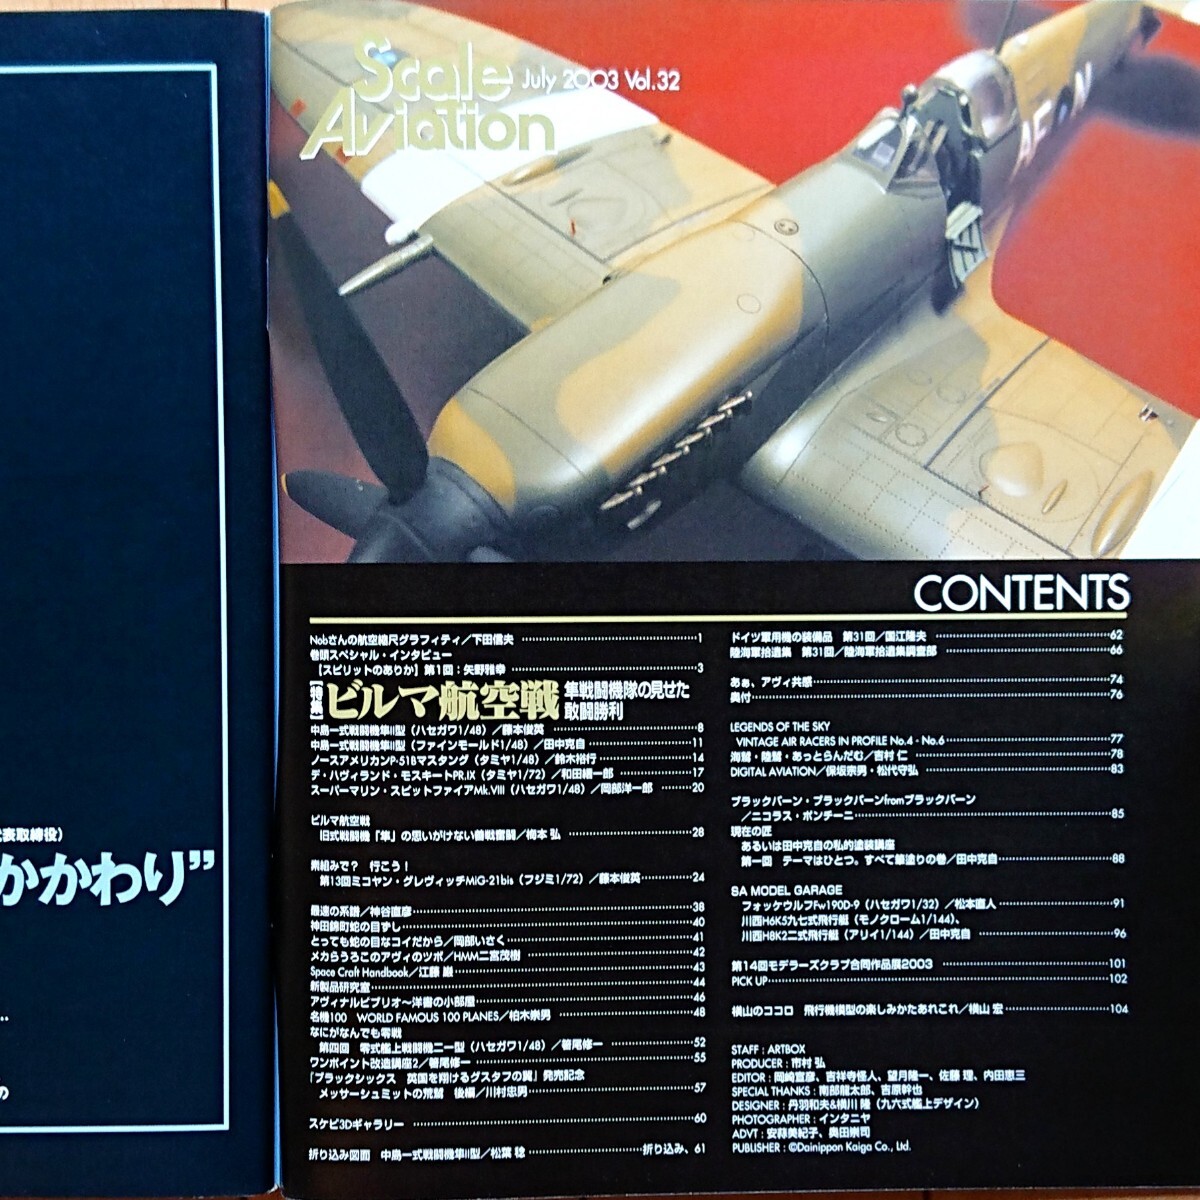 代表取締役）
かかわり”
…
の
Scale
Aviation
July 2003 Vol.32
AF N
CONTENTS
Nobさんの航空縮尺グラフィティ／下田信夫 1
巻頭スペシャル・インタビュー
【スピリットのありか】第1回：矢野雅幸 3
【特集】ビルマ航空戦 隼戦闘機隊の見せた
敢闘勝利
中島一式戦闘機隼II型（ハセガワ1/48）／藤本俊英 8
中島一式戦闘機隼II型（ファインモールド1/48）／田中克自 11
ノースアメリカンP-51Bマスタング（タミヤ1/48）／鈴木裕行 14
デ・ハヴィランド・モスキートPR.IX（タミヤ1/72）／和田績一郎 17
スーパーマリン・スピットファイアMk.VIII（ハセガワ1/48）／岡部洋一郎 20
ビルマ航空戦
旧式戦闘機「隼」の思いがけない善戦奮闘／梅本 弘 28
素組みで？ 行こう！
第13回ミコヤン・グレヴィッチMiG-21bis（フジミ1/72）／藤本俊英 24
最速の系譜／神谷直彦 38
神田錦町蛇の目ずし 40
とっても蛇の目なコイだから／岡部いさく 41
メカらうろこのアヴィのツボ／HMM二宮茂樹 42
Space Craft Handbook／江藤 巌 43
新製品研究室 44
アヴィナルビブリオ〜洋書の小部屋 46
名機100 WORLD FAMOUS 100 PLANES／柏木崇男 48
なにがなんでも零戦
第四回 零式艦上戦闘機二一型（ハセガワ1/48）／箸尾修一 52
ワンポイント改造講座2／箸尾修一 55
『ブラックシックス 英国を翔けるグスタフの翼』発売記念
メッサーシュミットの荒鷲 後編／川村忠男 57
スケビ3Dギャラリー 60
折り込み図面 中島一式戦闘機隼II型／松葉 稔 折り込み、61
ドイツ軍用機の装備品 第31回／国江隆夫 62
陸海軍拾遺集 第31回／陸海軍拾遺集調査部 66
あぁ、アヴィ共感 74
奥付 76
LEGENDS OF THE SKY
VINTAGE AIR RACERS IN PROFILE No.4 - No.6 77
海鷲・陸鷲・あっとらんだむ／吉村 仁 78
DIGITAL AVIATION／保坂崇男・松代守弘 83
ブラックバーン・ブラックバーンfromブラックバーン
／ニコラス・ボンチーニ 85
現在の匠
あるいは田中克自の私的塗装講座
第一回 テーマはひとつ。すべて筆塗りの巻／田中克自 88
SA MODEL GARAGE
フォッケウルフFw190D-9（ハセガワ1/32）／松本直人 91
川西H6K5九七式飛行艇（モノクローム1/144）、
川西H8K2二式飛行艇（アリイ1/144）／田中克自 96
第14回モデラーズクラブ合同作品展2003 101
PICK UP 102
横山のココロ 飛行機模型の楽しみかたあれこれ／横山 宏 104
STAFF : ARTBOX
PRODUCER : 市村 弘
EDITOR : 岡崎宣彦、吉祥寺怪人、望月隆一、佐藤 理、内田恵三
SPECIAL THANKS : 南部龍太郎、吉原幹也
DESIGNER : 丹羽和夫&横川 隆（九六式艦上デザイン）
PHOTOGRAPHER : インタニヤ
ADVT : 安蒜美紀子、奥田崇司
PUBLISHER : ©Dainippon Kaiga Co., Ltd.